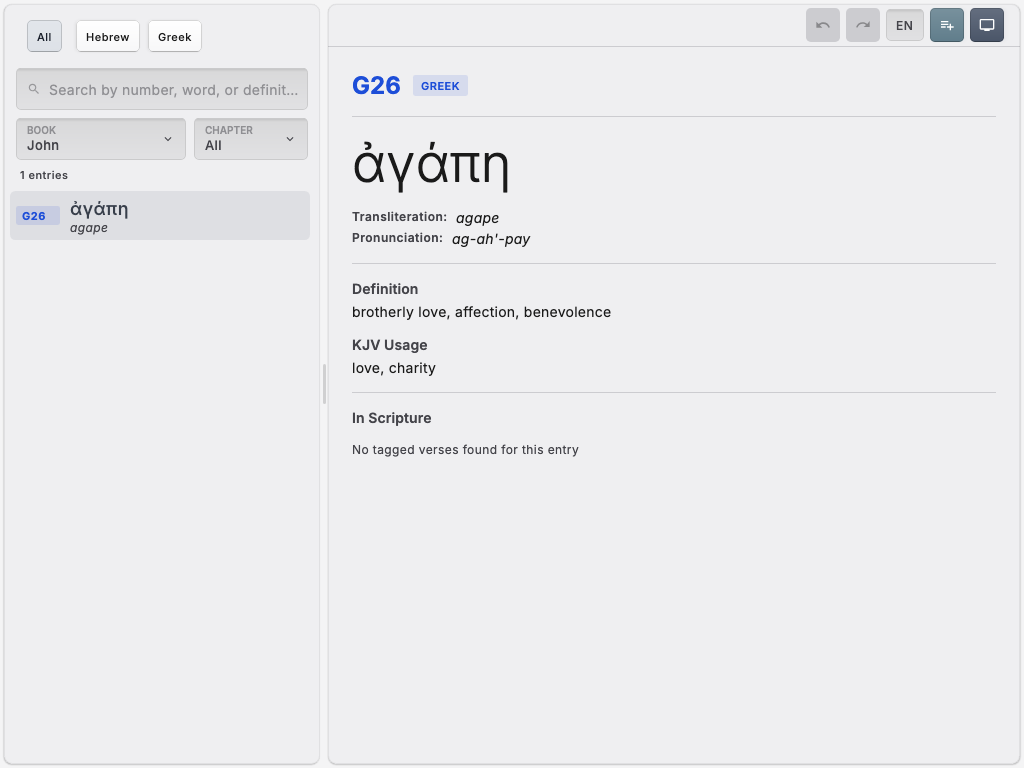 All Hebrew Greek
Search by number, word, or definit...
BOOK
John
CHAPTER
All
1 entries
G26
ἀγάπη
agape
EN
G26 GREEK
ἀγάπη
Transliteration: agape
Pronunciation: ag-ah'-pay
Definition
brotherly love, affection, benevolence
KJV Usage
love, charity
In Scripture
No tagged verses found for this entry